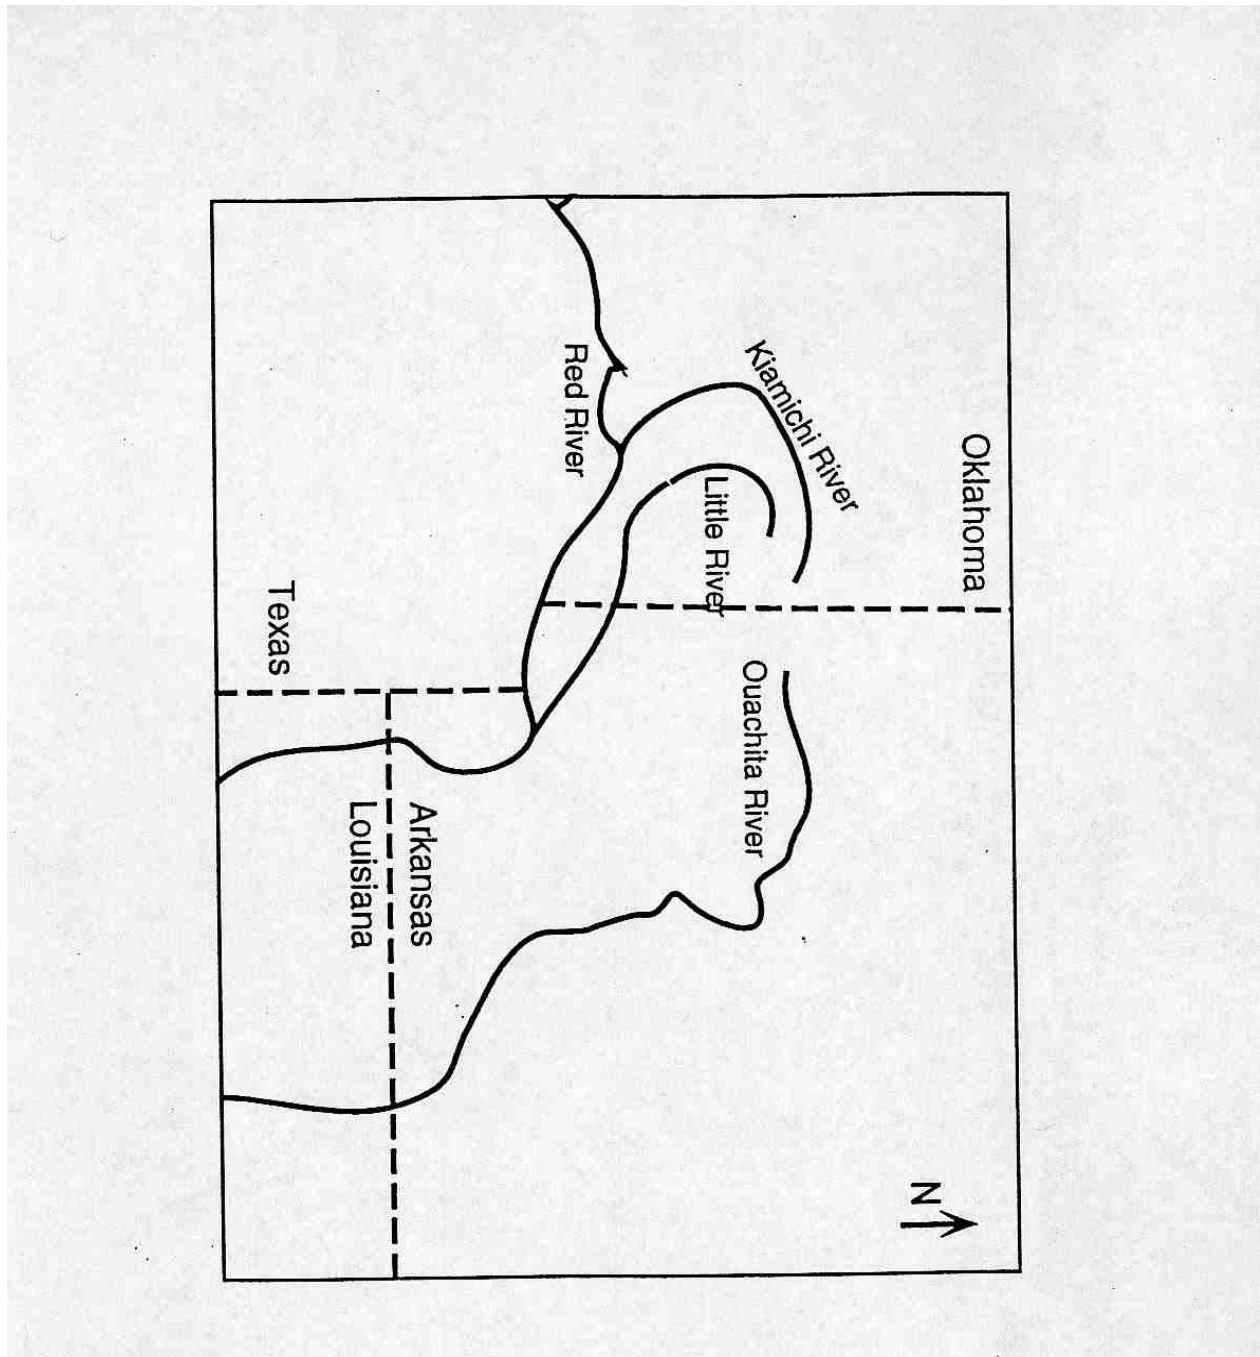 Oklahoma
Kiamichi River
Little River
Red River
Ouachita River
Arkansas
Louisiana
Texas
N